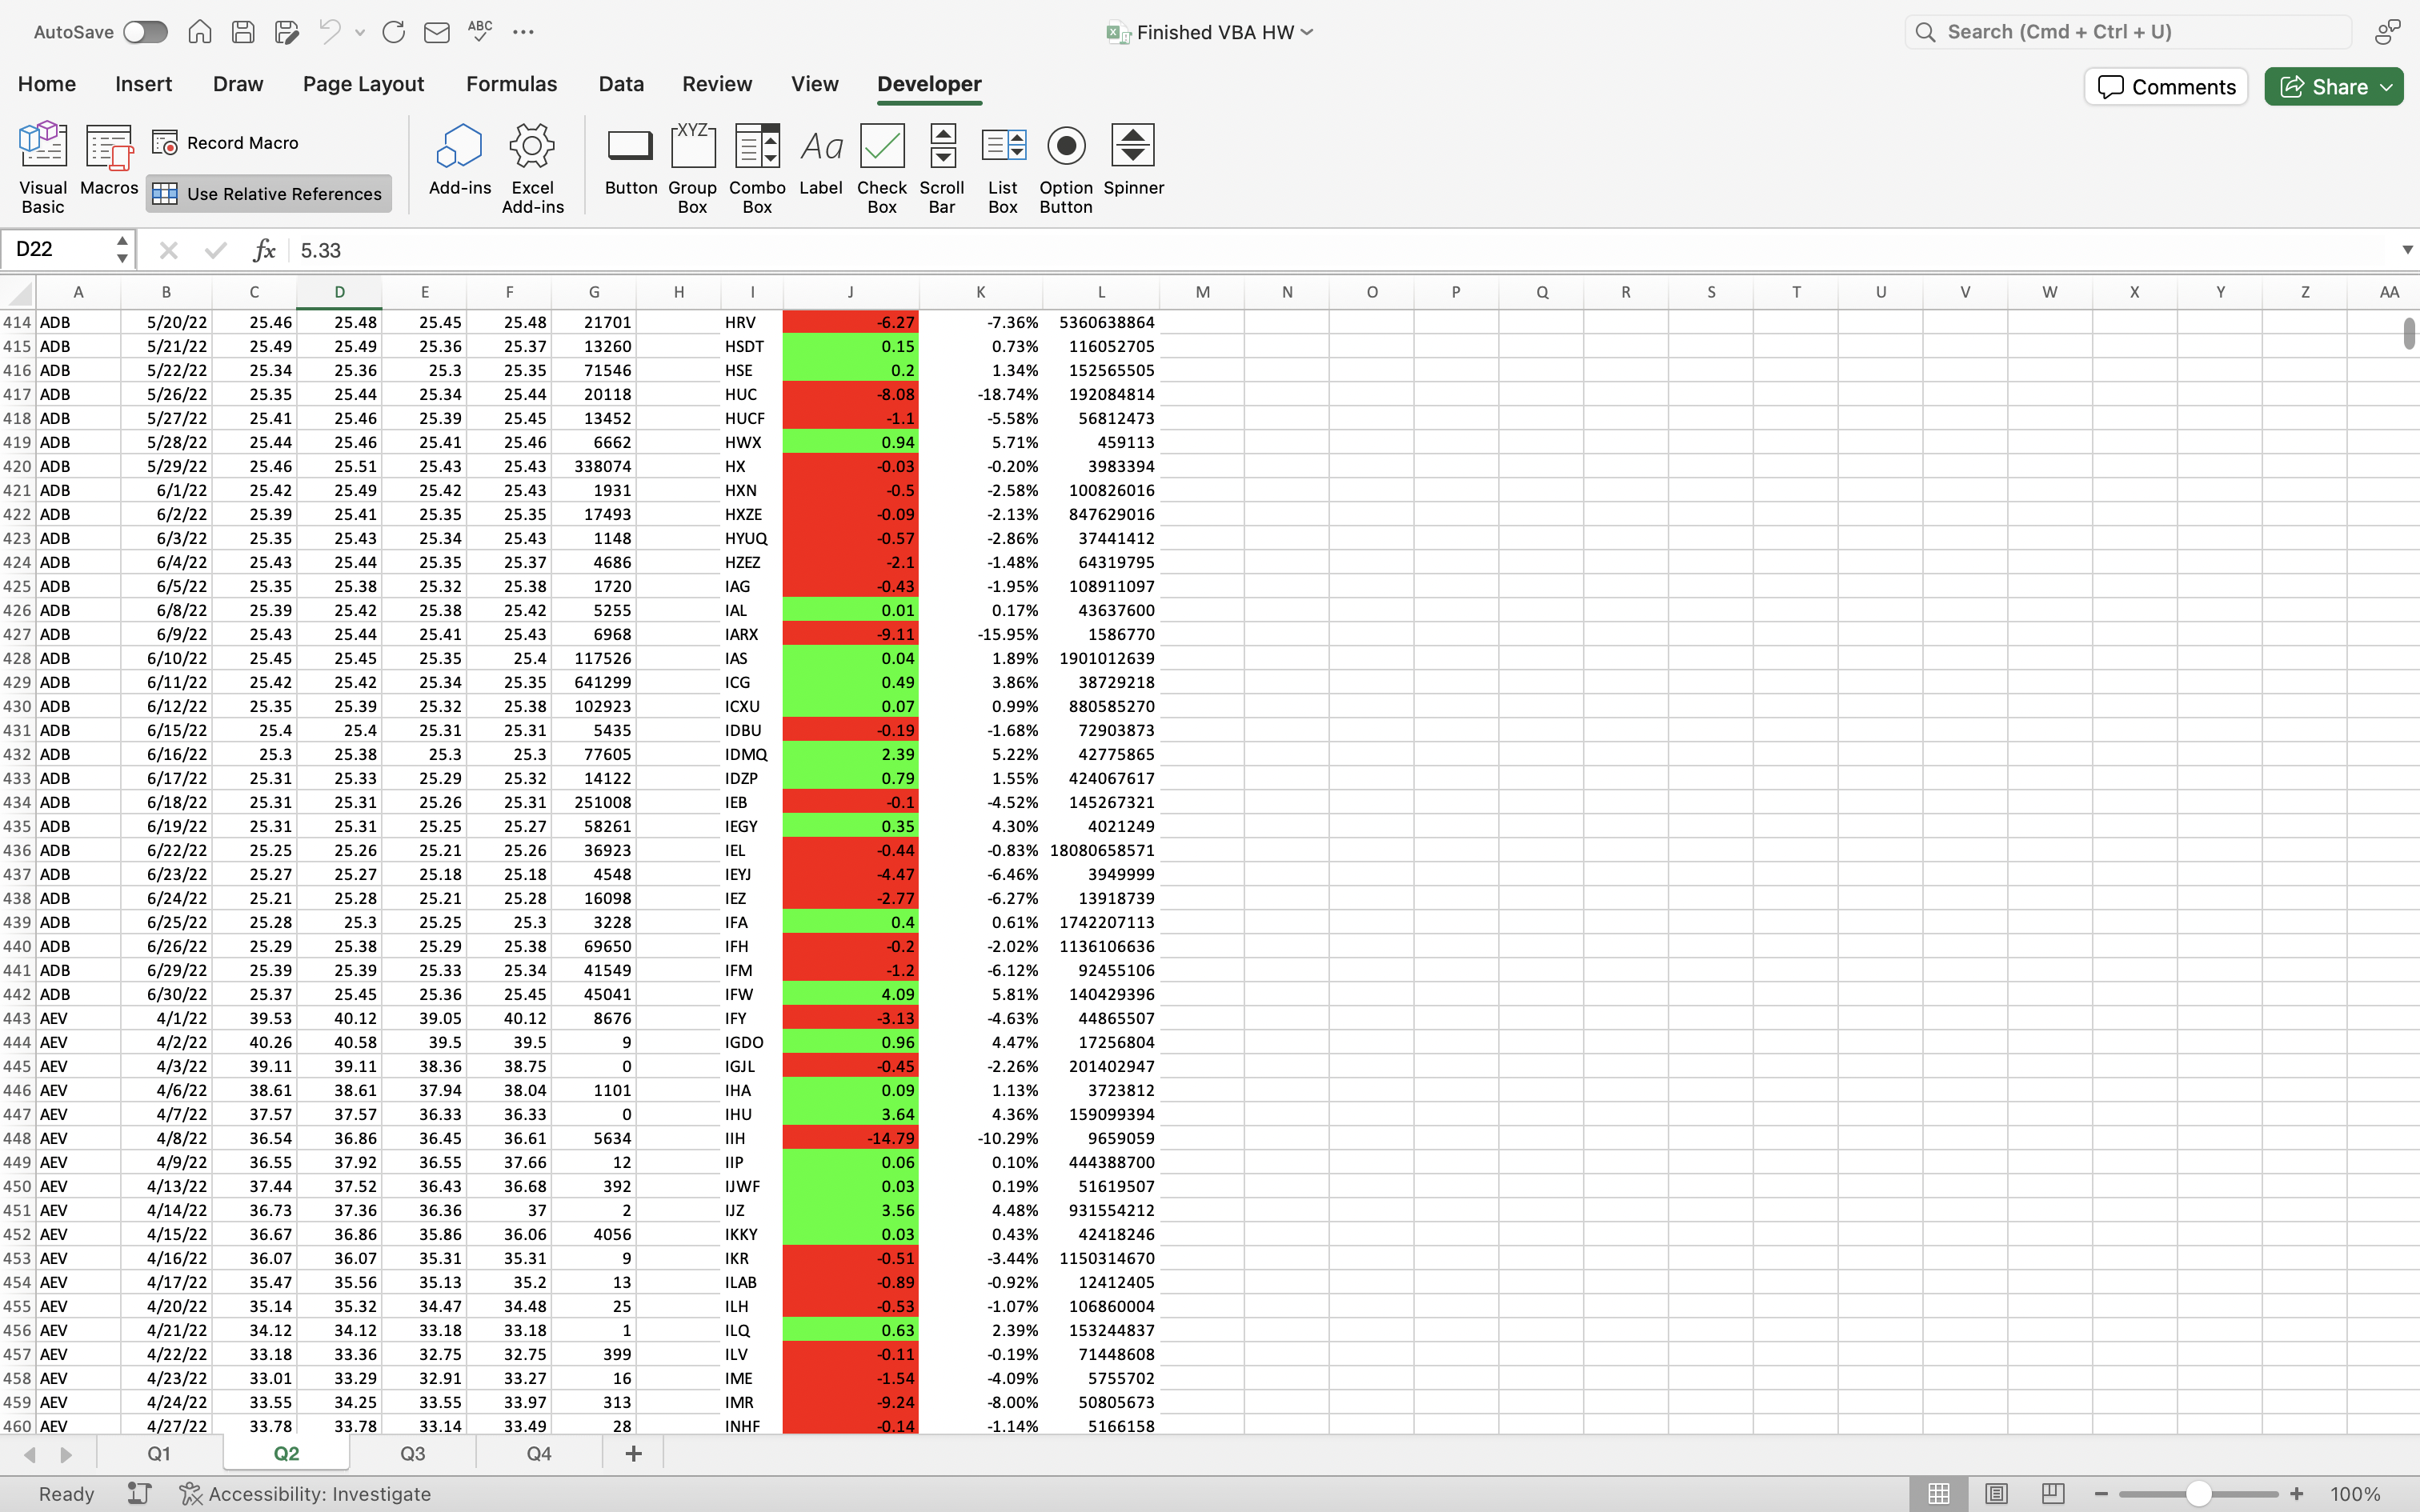 AutoSave ABC Finished VBA HW Search (Cmd + Ctrl + U)
Home Insert Draw Page Layout Formulas Data Review View Developer Comments Share
Visual Basic Macros Record Macro Use Relative References Add-ins Excel Add-ins Button XYZ Group Box Combo Box Aa Label Check Box Scroll Bar List Box Option Button Spinner
D22 fx 5.33
A B C D E F G H I J K L M N O P Q R S T U V W X Y Z AA
414 ADB 5/20/22 25.46 25.48 25.45 25.48 21701 HRV -6.27 -7.36% 5360638864
415 ADB 5/21/22 25.49 25.49 25.36 25.37 13260 HSDT 0.15 0.73% 116052705
416 ADB 5/22/22 25.34 25.36 25.3 25.35 71546 HSE 0.2 1.34% 152565505
417 ADB 5/26/22 25.35 25.44 25.34 25.44 20118 HUC -8.08 -18.74% 192084814
418 ADB 5/27/22 25.41 25.46 25.39 25.45 13452 HUCF -1.1 -5.58% 56812473
419 ADB 5/28/22 25.44 25.46 25.41 25.46 6662 HWX 0.94 5.71% 459113
420 ADB 5/29/22 25.46 25.51 25.43 25.43 338074 HX -0.03 -0.20% 3983394
421 ADB 6/1/22 25.42 25.49 25.42 25.43 1931 HXN -0.5 -2.58% 100826016
422 ADB 6/2/22 25.39 25.41 25.35 25.35 17493 HXZE -0.09 -2.13% 847629016
423 ADB 6/3/22 25.35 25.43 25.34 25.43 1148 HYUQ -0.57 -2.86% 37441412
424 ADB 6/4/22 25.43 25.44 25.35 25.37 4686 HZEZ -2.1 -1.48% 64319795
425 ADB 6/5/22 25.35 25.38 25.32 25.38 1720 IAG -0.43 -1.95% 108911097
426 ADB 6/8/22 25.39 25.42 25.38 25.42 5255 IAL 0.01 0.17% 43637600
427 ADB 6/9/22 25.43 25.44 25.41 25.43 6968 IARX -9.11 -15.95% 1586770
428 ADB 6/10/22 25.45 25.45 25.35 25.4 117526 IAS 0.04 1.89% 1901012639
429 ADB 6/11/22 25.42 25.42 25.34 25.35 641299 ICG 0.49 3.86% 38729218
430 ADB 6/12/22 25.35 25.39 25.32 25.38 102923 ICXU 0.07 0.99% 880585270
431 ADB 6/15/22 25.4 25.4 25.31 25.31 5435 IDBU -0.19 -1.68% 72903873
432 ADB 6/16/22 25.3 25.38 25.3 25.3 77605 IDMQ 2.39 5.22% 42775865
433 ADB 6/17/22 25.31 25.33 25.29 25.32 14122 IDZP 0.79 1.55% 424067617
434 ADB 6/18/22 25.31 25.31 25.26 25.31 251008 IEB -0.1 -4.52% 145267321
435 ADB 6/19/22 25.31 25.31 25.25 25.27 58261 IEGY 0.35 4.30% 4021249
436 ADB 6/22/22 25.25 25.26 25.21 25.26 36923 IEL -0.44 -0.83% 18080658571
437 ADB 6/23/22 25.27 25.27 25.18 25.18 4548 IEYJ -4.47 -6.46% 3949999
438 ADB 6/24/22 25.21 25.28 25.21 25.28 16098 IEZ -2.77 -6.27% 13918739
439 ADB 6/25/22 25.28 25.3 25.25 25.3 3228 IFA 0.4 0.61% 1742207113
440 ADB 6/26/22 25.29 25.38 25.29 25.38 69650 IFH -0.2 -2.02% 1136106636
441 ADB 6/29/22 25.39 25.39 25.33 25.34 41549 IFM -1.2 -6.12% 92455106
442 ADB 6/30/22 25.37 25.45 25.36 25.45 45041 IFW 4.09 5.81% 140429396
443 AEV 4/1/22 39.53 40.12 39.05 40.12 8676 IFY -3.13 -4.63% 44865507
444 AEV 4/2/22 40.26 40.58 39.5 39.5 9 IGDO 0.96 4.47% 17256804
445 AEV 4/3/22 39.11 39.11 38.36 38.75 0 IGJL -0.45 -2.26% 201402947
446 AEV 4/6/22 38.61 38.61 37.94 38.04 1101 IHA 0.09 1.13% 3723812
447 AEV 4/7/22 37.57 37.57 36.33 36.33 0 IHU 3.64 4.36% 159099394
448 AEV 4/8/22 36.54 36.86 36.45 36.61 5634 IIH -14.79 -10.29% 9659059
449 AEV 4/9/22 36.55 37.92 36.55 37.66 12 IIP 0.06 0.10% 444388700
450 AEV 4/13/22 37.44 37.52 36.43 36.68 392 IJWF 0.03 0.19% 51619507
451 AEV 4/14/22 36.73 37.36 36.36 37 2 IJZ 3.56 4.48% 931554212
452 AEV 4/15/22 36.67 36.86 35.86 36.06 4056 IKKY 0.03 0.43% 42418246
453 AEV 4/16/22 36.07 36.07 35.31 35.31 9 IKR -0.51 -3.44% 1150314670
454 AEV 4/17/22 35.47 35.56 35.13 35.2 13 ILAB -0.89 -0.92% 12412405
455 AEV 4/20/22 35.14 35.32 34.47 34.48 25 ILH -0.53 -1.07% 106860004
456 AEV 4/21/22 34.12 34.12 33.18 33.18 1 ILQ 0.63 2.39% 153244837
457 AEV 4/22/22 33.18 33.36 32.75 32.75 399 ILV -0.11 -0.19% 71448608
458 AEV 4/23/22 33.01 33.29 32.91 33.27 16 IME -1.54 -4.09% 5755702
459 AEV 4/24/22 33.55 34.25 33.55 33.97 313 IMR -9.24 -8.00% 50805673
460 AEV 4/27/22 33.78 33.78 33.14 33.49 28 INHF -0.14 -1.14% 5166158
Q1 Q2 Q3 Q4 +
Ready Accessibility: Investigate 100%